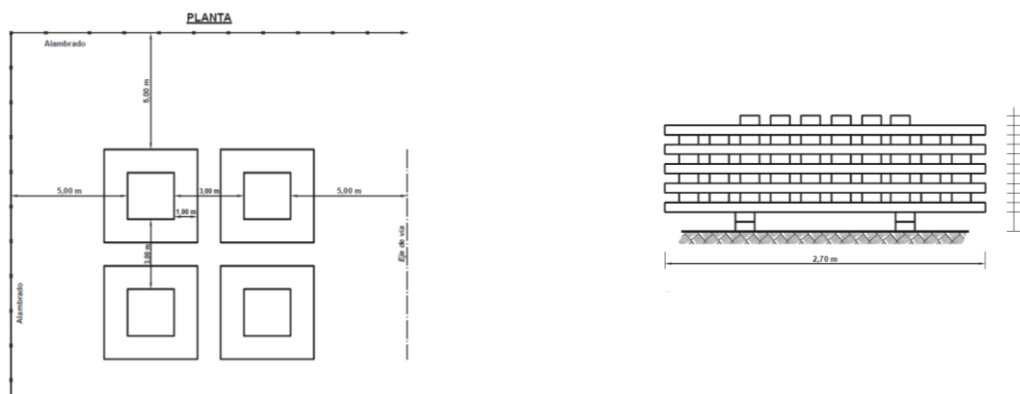 PLANTA
Alambrado
5,00 m
5,00 m
3,00 m
5,00 m
1,00 m
3,00 m
Eje de vía
Alambrado
2,70 m